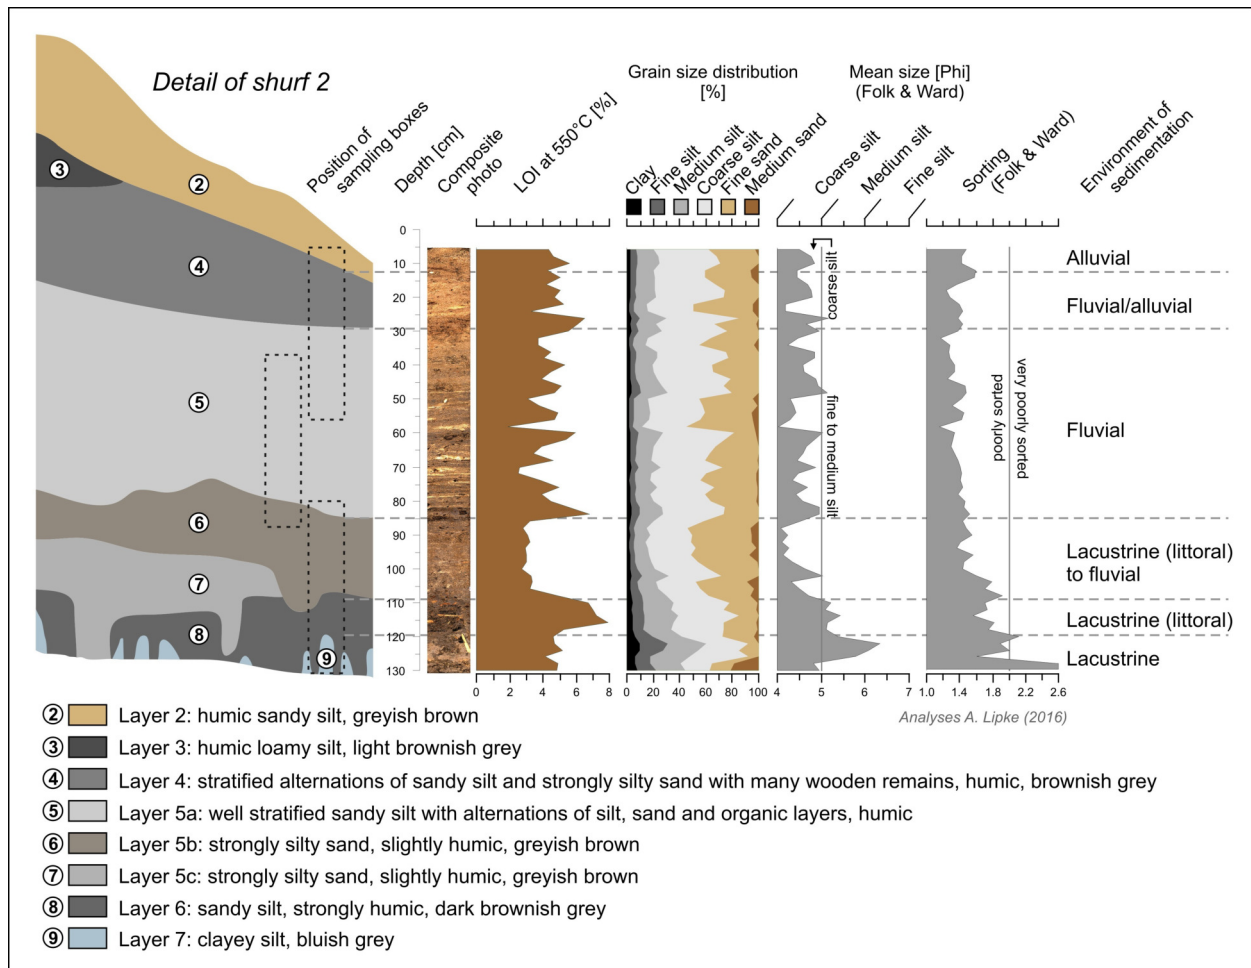 Detail of shurf 2
Position of
sampling boxes
Depth [cm]
Composite
photo
LOI at 550°C [%]
Grain size distribution
[%]
Clay
Fine silt
Medium silt
Coarse silt
Fine sand
Medium sand
Mean size [Phi]
(Folk & Ward)
Coarse silt
Medium silt
Fine silt
Sorting
(Folk & Ward)
Environment of
sedimentation
0
10
20
30
40
50
60
70
80
90
100
110
120
130
3
2
4
5
6
7
8
9
coarse silt
fine to medium silt
poorly sorted
very poorly sorted
Alluvial
Fluvial/alluvial
Fluvial
Lacustrine (littoral)
to fluvial
Lacustrine (littoral)
Lacustrine
0 2 4 6 8
0 20 40 60 80 100
4 5 6 7
1.0 1.4 1.8 2.2 2.6
Analyses A. Lipke (2016)
2 Layer 2: humic sandy silt, greyish brown
3 Layer 3: humic loamy silt, light brownish grey
4 Layer 4: stratified alternations of sandy silt and strongly silty sand with many wooden remains, humic, brownish grey
5 Layer 5a: well stratified sandy silt with alternations of silt, sand and organic layers, humic
6 Layer 5b: strongly silty sand, slightly humic, greyish brown
7 Layer 5c: strongly silty sand, slightly humic, greyish brown
8 Layer 6: sandy silt, strongly humic, dark brownish grey
9 Layer 7: clayey silt, bluish grey